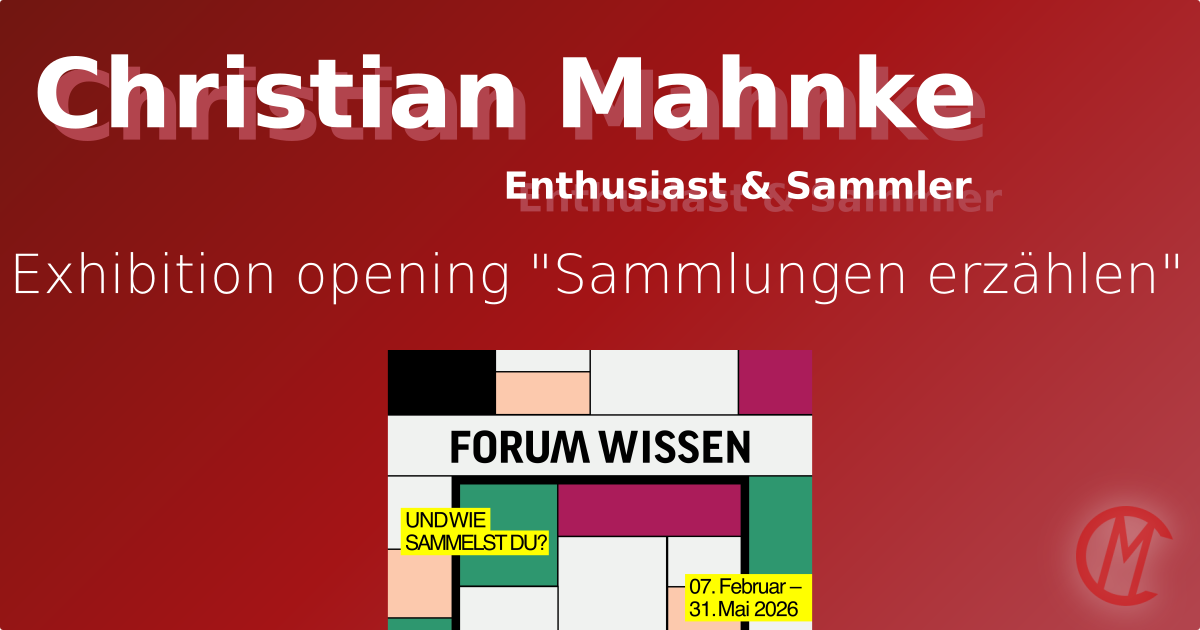 Christian Mahnke
Enthusiast & Sammler
Exhibition opening "Sammlungen erzählen"
FORUM WISSEN
UND WIE
SAMMELST DU?
07. Februar –
31. Mai 2026
CM